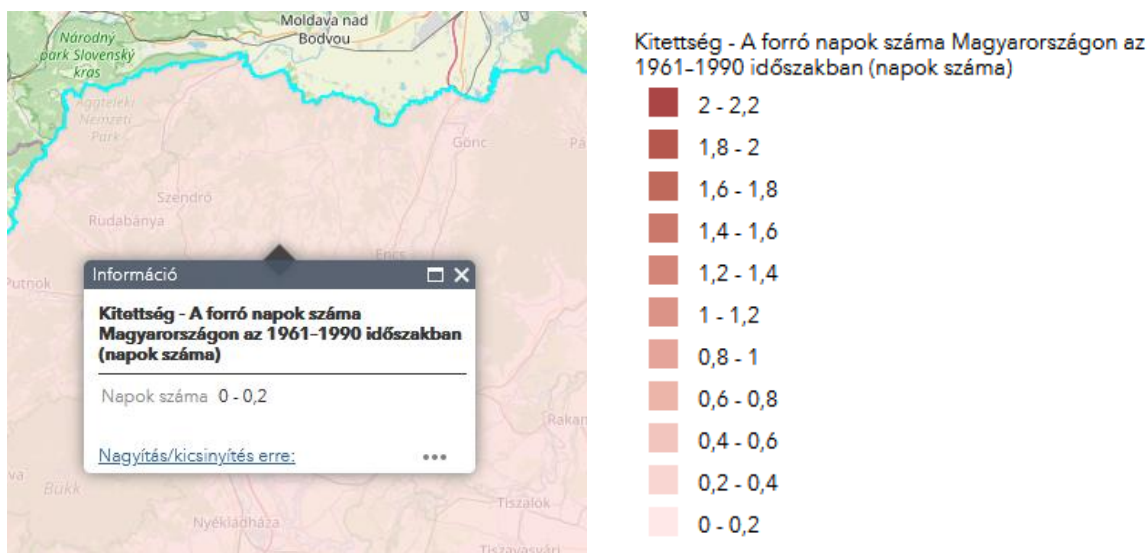 Moldava nad
Bodvou
Národný
park Slovenský
kras
Aggteleki
Nemzeti
Park
Gönc
Szendrő
Rudabánya
Encs
Putnok
Információ
Kitettség - A forró napok száma
Magyarországon az 1961–1990 időszakban
(napok száma)
Napok száma 0 - 0,2
Nagyítás/kicsinyítés erre:
Bükk
Nyékládháza
Tiszalök
Tiszavasvári
Kitettség - A forró napok száma Magyarországon az
1961–1990 időszakban (napok száma)
2 - 2,2
1,8 - 2
1,6 - 1,8
1,4 - 1,6
1,2 - 1,4
1 - 1,2
0,8 - 1
0,6 - 0,8
0,4 - 0,6
0,2 - 0,4
0 - 0,2